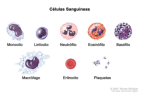 Células Sanguíneas
Monocito Linfocito Neutrófilo Eosinófilo Basófilo
Macrófago Eritrocito Plaquetas